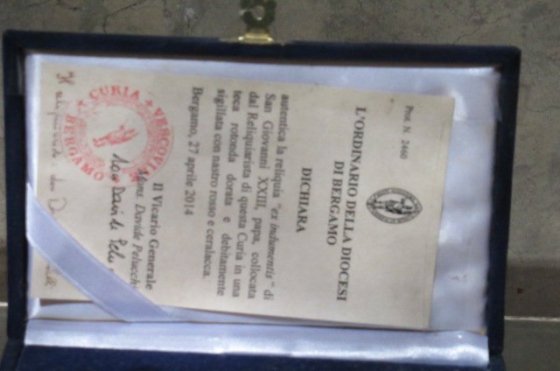 Prot. N. 2460
L'ORDINARIO DELLA DIOCESI
DI BERGAMO
DICHIARA
autentica la reliquia "ex indumentis" di
San Giovanni XXIII, papa, collocata
dal Reliquiarista di questa Curia in una
teca rotonda dorata e debitamente
sigillata con nastro rosso e ceralacca.
Bergamo, 27 aprile 2014
Il Vicario Generale
Mons. Davide Pelucchi
CURIA VESCOVILE
BERGAMO